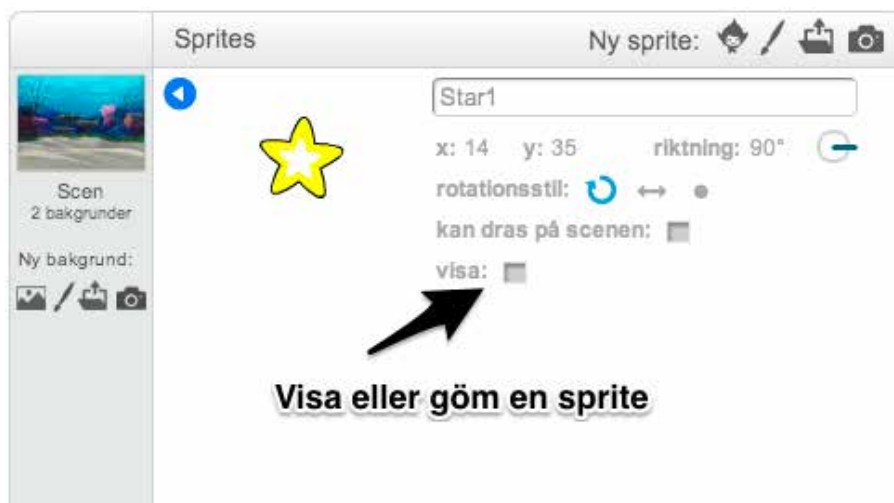 Sprites
Ny sprite:
Star1
x: 14 y: 35 riktning: 90°
rotationsstil:
kan dras på scenen:
visa:
Scen
2 bakgrunder
Ny bakgrund:
Visa eller göm en sprite